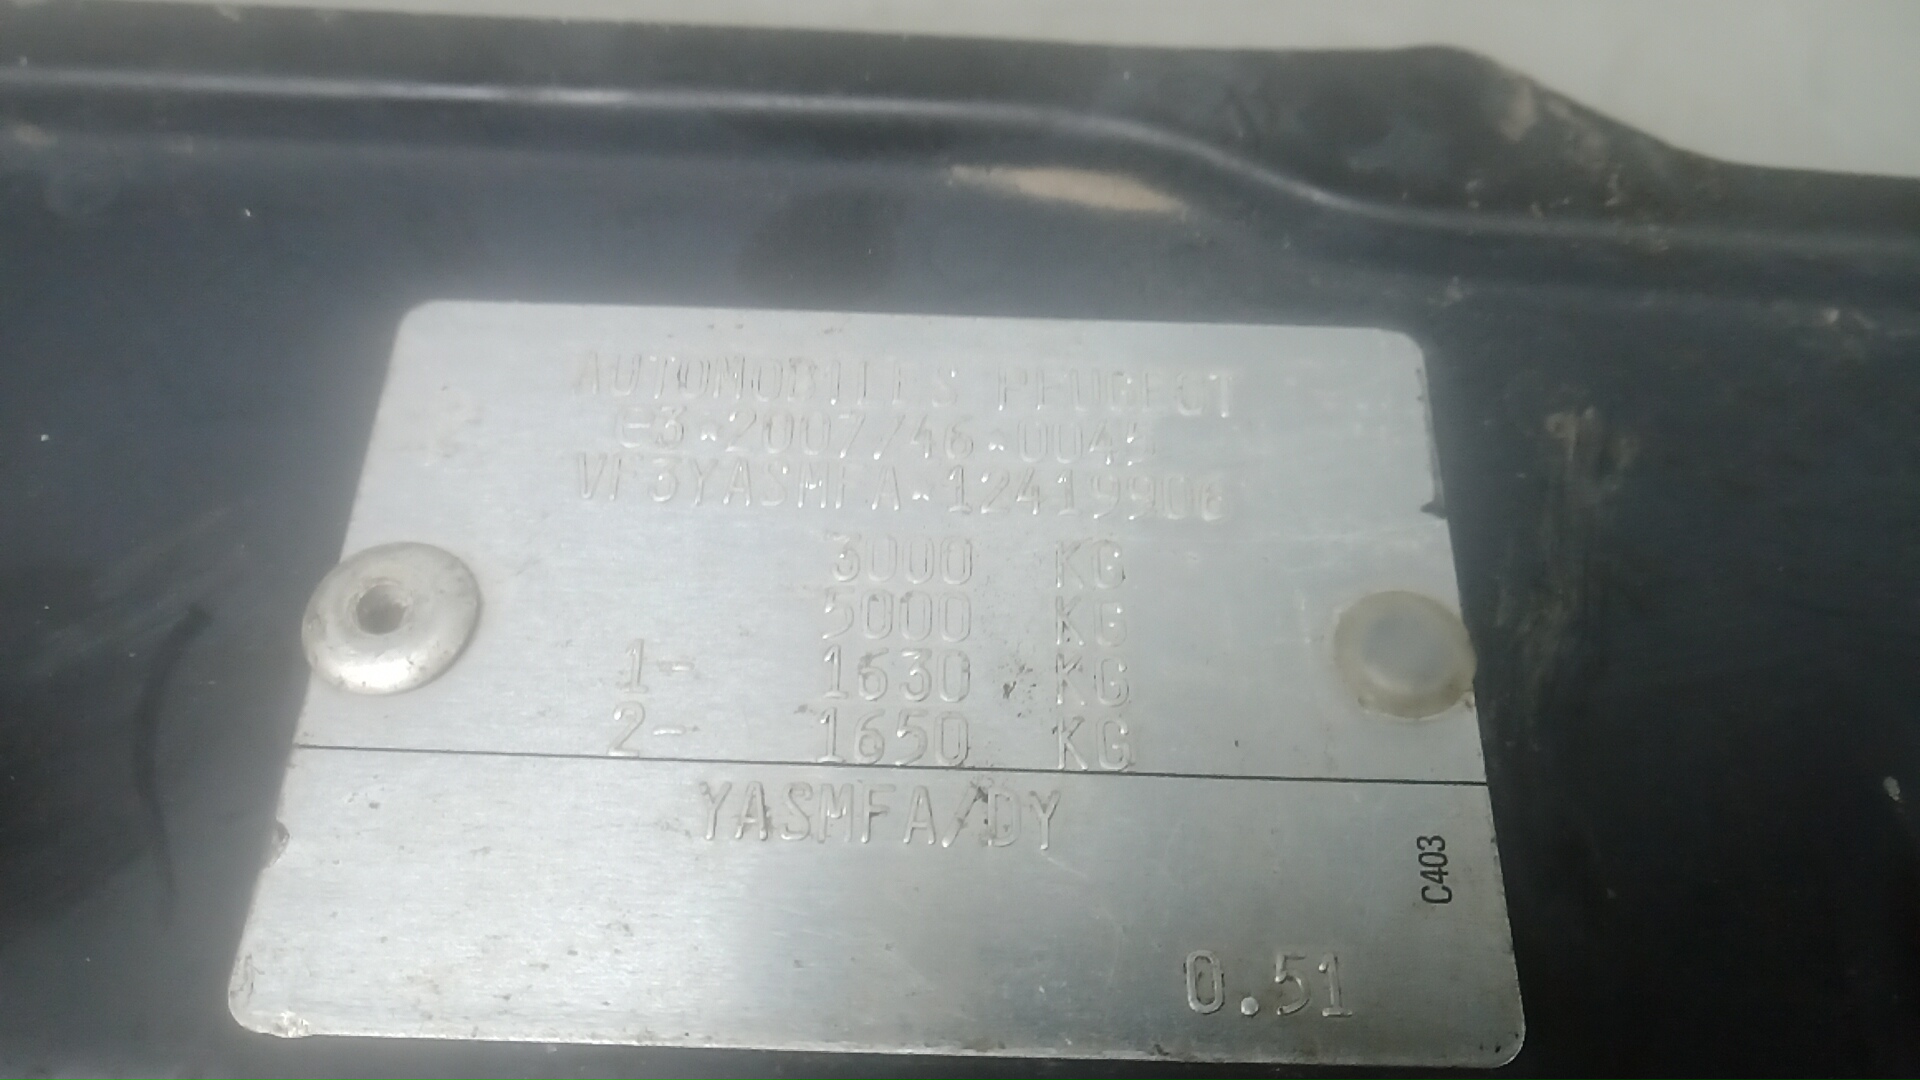 AUTOMOBILES PEUGEOT
e3*2007/46*0045
VF3YASMFA*12419906
3000 KG
5000 KG
1- 1630 KG
2- 1650 KG
YASMFA/DY
C403
0.51